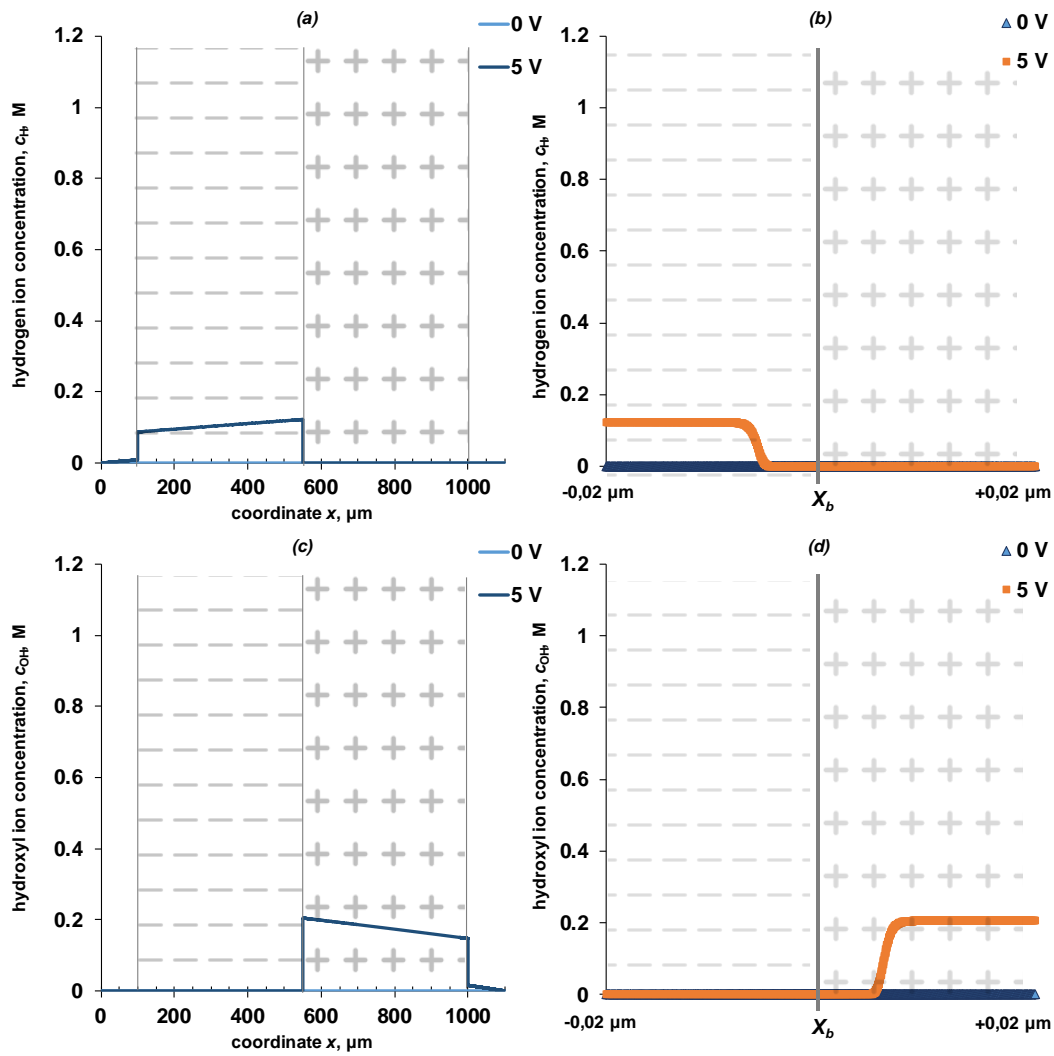 (a)
0 V
5 V
hydrogen ion concentration, cH, M
1.2
1
0.8
0.6
0.4
0.2
0
0 200 400 600 800 1000
coordinate x, µm
(b)
0 V
5 V
hydrogen ion concentration, cH, M
1.2
1
0.8
0.6
0.4
0.2
0
-0,02 µm Xb +0,02 µm
(c)
0 V
5 V
hydroxyl ion concentration, cOH, M
1.2
1
0.8
0.6
0.4
0.2
0
0 200 400 600 800 1000
coordinate x, µm
(d)
0 V
5 V
hydroxyl ion concentration, cOH, M
1.2
1
0.8
0.6
0.4
0.2
0
-0,02 µm Xb +0,02 µm